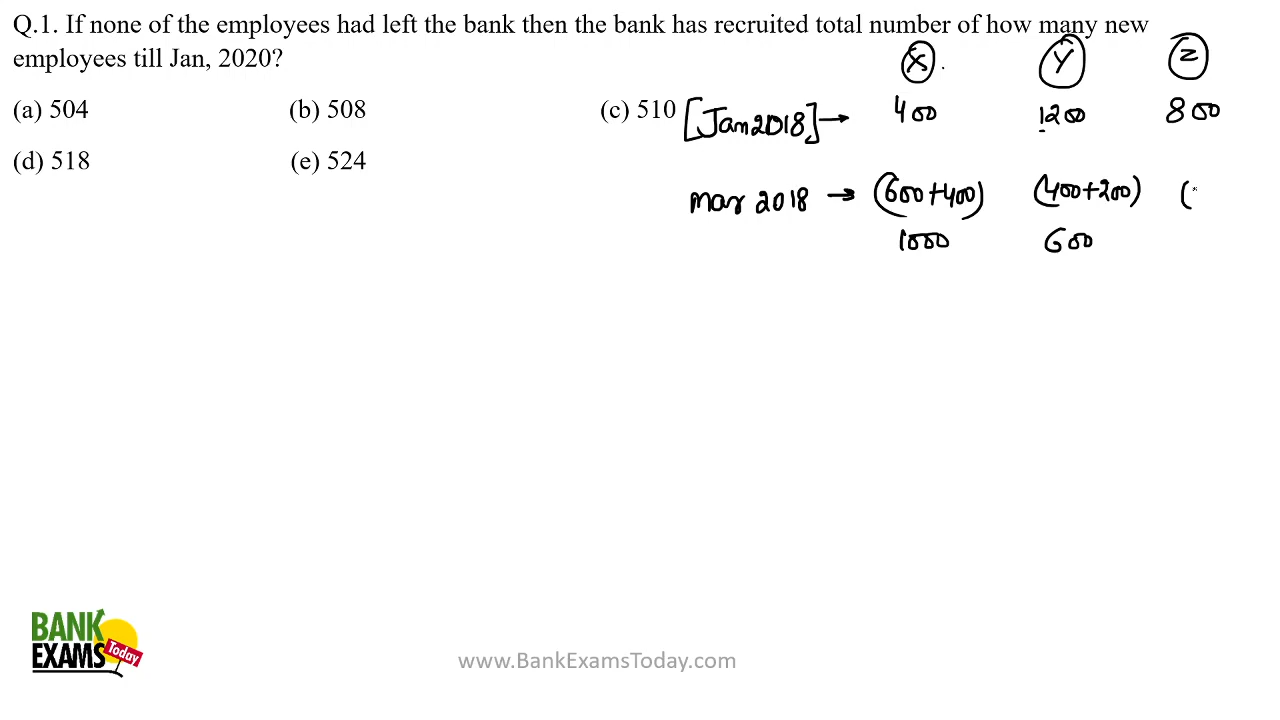 Q.1. If none of the employees had left the bank then the bank has recruited total number of how many new
employees till Jan, 2020?
X Y Z
(a) 504 (b) 508 (c) 510 [Jan 2018] → 400 1200 800
(d) 518 (e) 524
Mar 2018 → (600+400) (400+200) (
1000 600
BANK
EXAMS Today
www.BankExamsToday.com